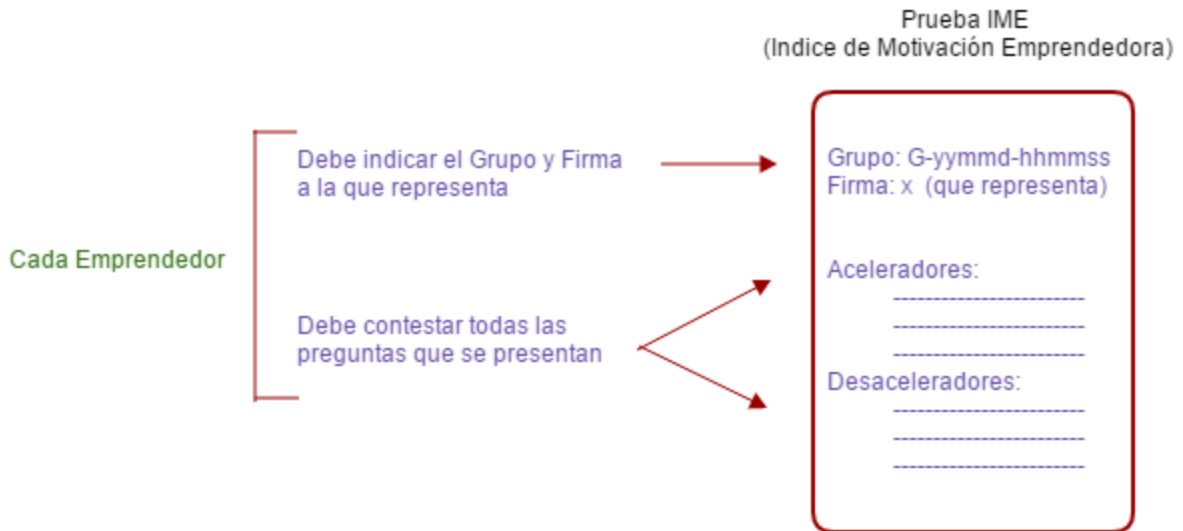 Prueba IME
(Indice de Motivación Emprendedora)
Debe indicar el Grupo y Firma
a la que representa
Grupo: G-yymmd-hhmmss
Firma: x (que representa)
Cada Emprendedor
Aceleradores:
Debe contestar todas las
preguntas que se presentan
Desaceleradores: